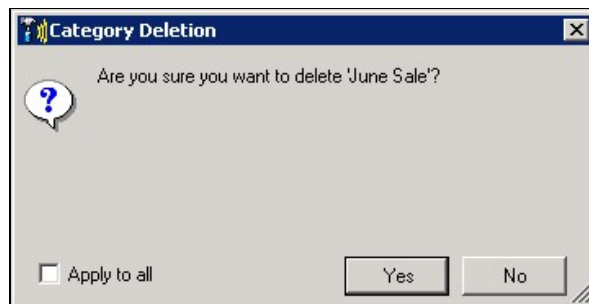 Category Deletion
Are you sure you want to delete 'June Sale'?
Apply to all
Yes
No